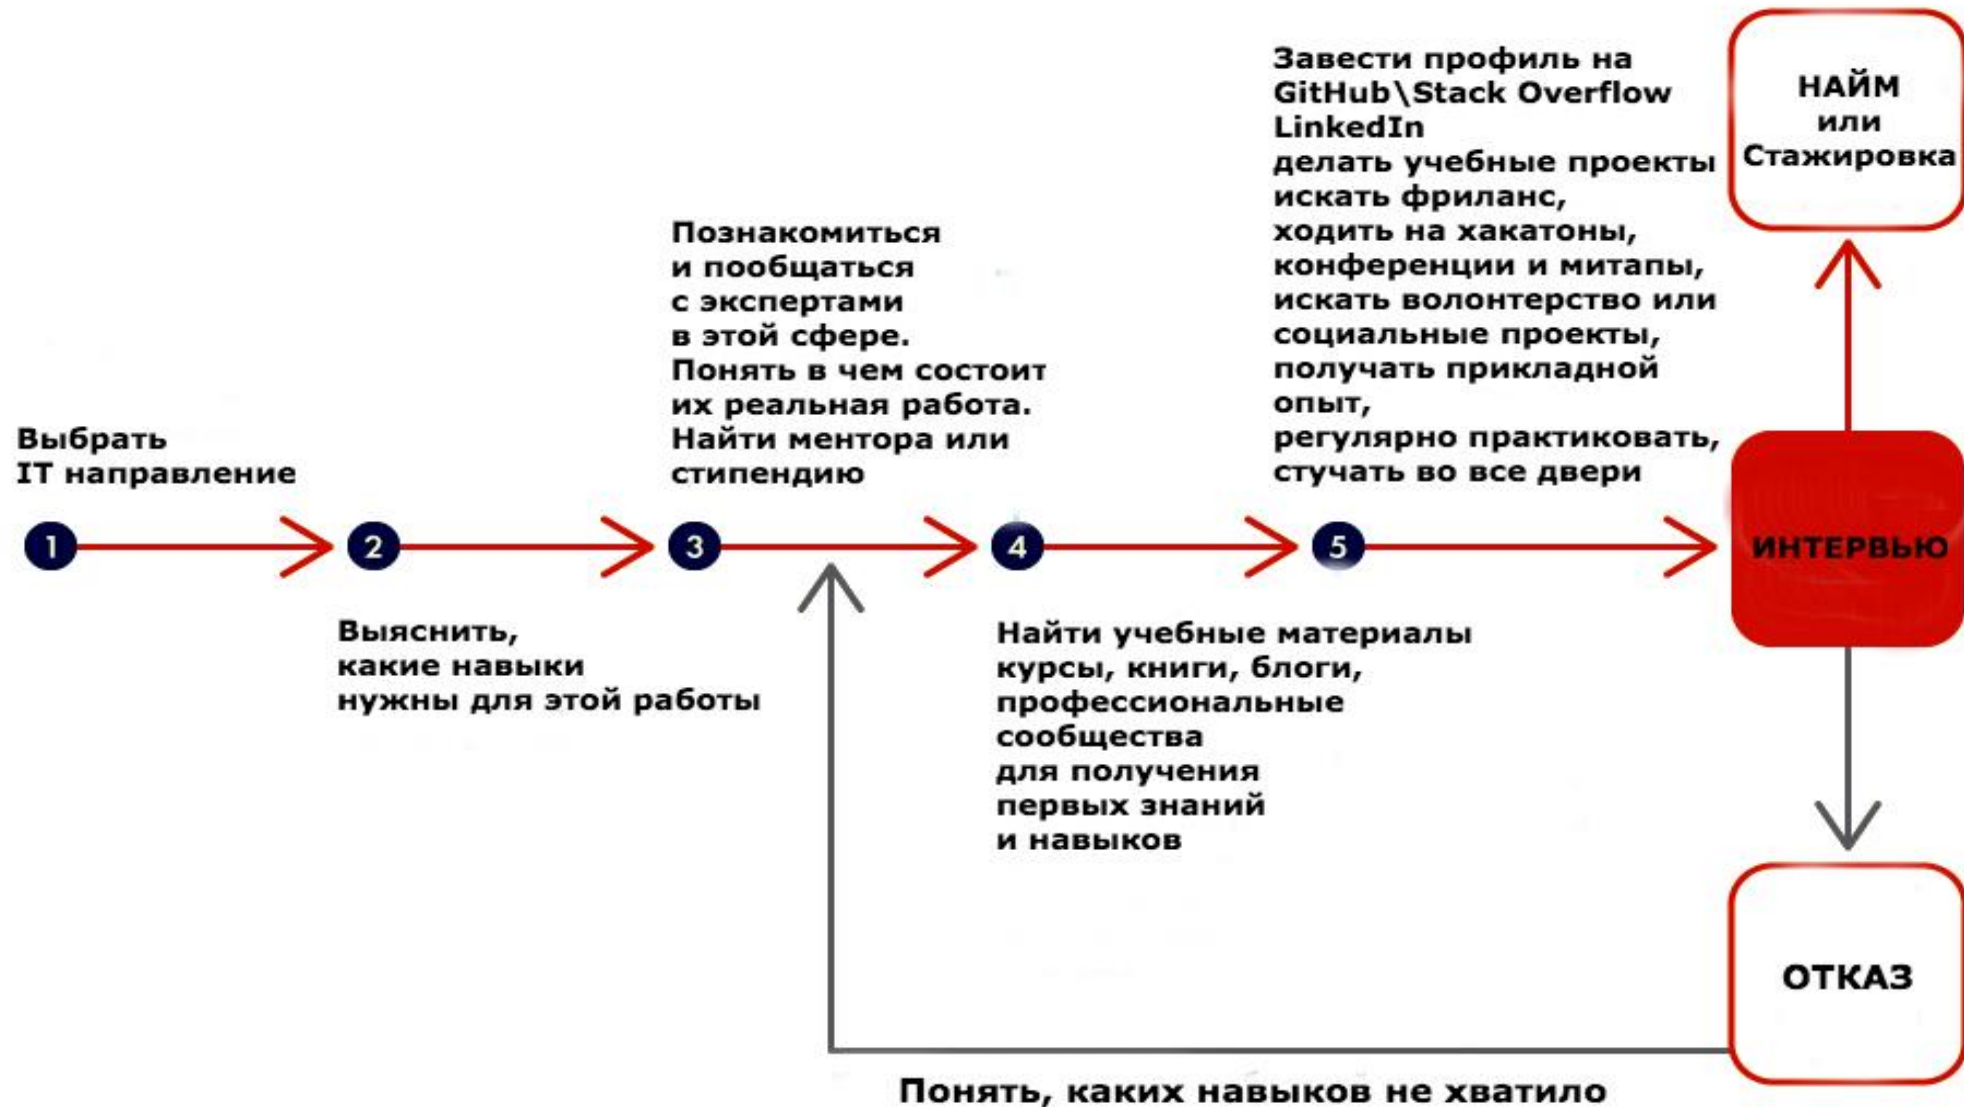 Выбрать
IT направление
1
2
Выяснить,
какие навыки
нужны для этой работы
Познакомиться
и пообщаться
с экспертами
в этой сфере.
Понять в чем состоит
их реальная работа.
Найти ментора или
стипендию
3
4
Найти учебные материалы
курсы, книги, блоги,
профессиональные
сообщества
для получения
первых знаний
и навыков
Завести профиль на
GitHub\Stack Overflow
LinkedIn
делать учебные проекты
искать фриланс,
ходить на хакатоны,
конференции и митапы,
искать волонтерство или
социальные проекты,
получать прикладной
опыт,
регулярно практиковать,
стучать во все двери
5
ИНТЕРВЬЮ
НАЙМ
или
Стажировка
ОТКАЗ
Понять, каких навыков не хватило